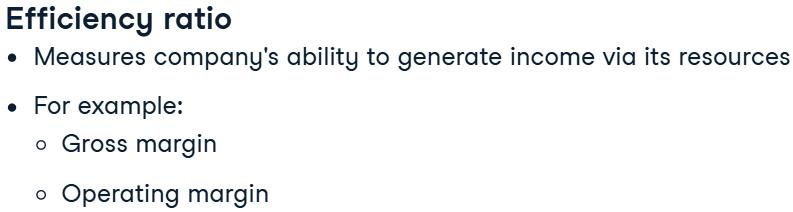 Efficiency ratio
• Measures company's ability to generate income via its resources
• For example:
○ Gross margin
○ Operating margin